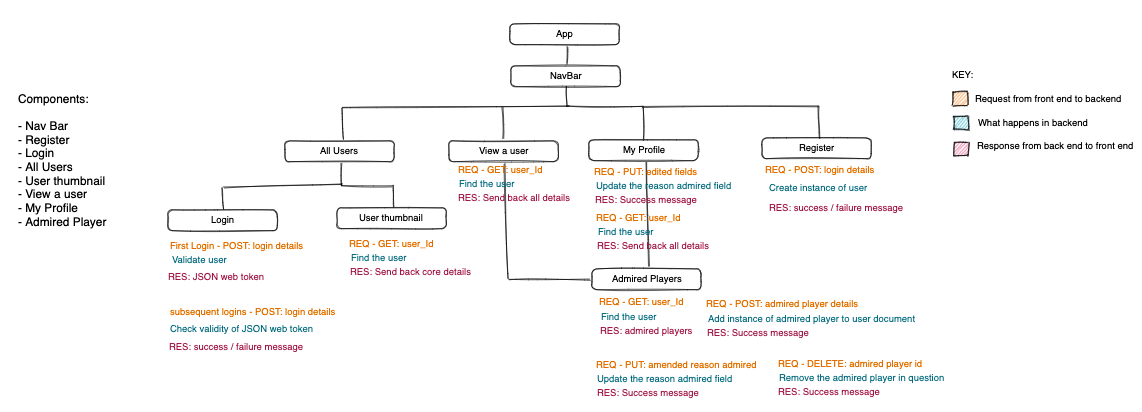 App
NavBar
KEY:
Request from front end to backend
What happens in backend
Response from back end to front end
Components:
- Nav Bar
- Register
- Login
- All Users
- User thumbnail
- View a user
- My Profile
- Admired Player
All Users
View a user
REQ - GET: user_Id
Find the user
RES: Send back all details
My Profile
REQ - PUT: edited fields
Update the reason admired field
RES: Success message
REQ - GET: user_Id
Find the user
RES: Send back all details
Register
REQ - POST: login details
Create instance of user
RES: success / failure message
Login
First Login - POST: login details
Validate user
RES: JSON web token
subsequent logins - POST: login details
Check validity of JSON web token
RES: success / failure message
User thumbnail
REQ - GET: user_Id
Find the user
RES: Send back core details
Admired Players
REQ - GET: user_Id
Find the user
RES: admired players
REQ - POST: admired player details
Add instance of admired player to user document
RES: Success message
REQ - PUT: amended reason admired
Update the reason admired field
RES: Success message
REQ - DELETE: admired player id
Remove the admired player in question
RES: Success message